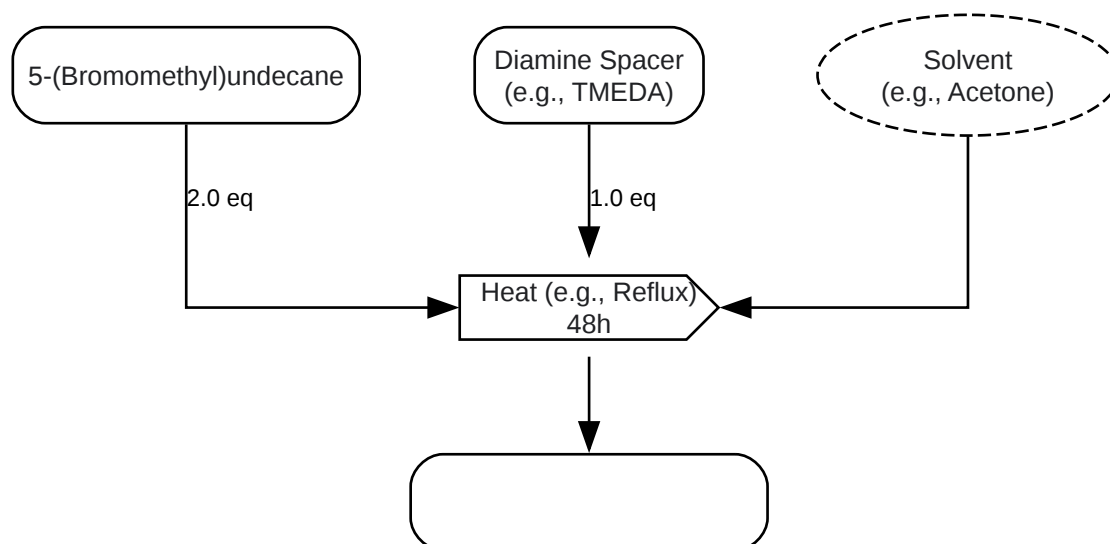 5-(Bromomethyl)undecane
Diamine Spacer
(e.g., TMEDA)
Solvent
(e.g., Acetone)
2.0 eq
1.0 eq
Heat (e.g., Reflux)
48h